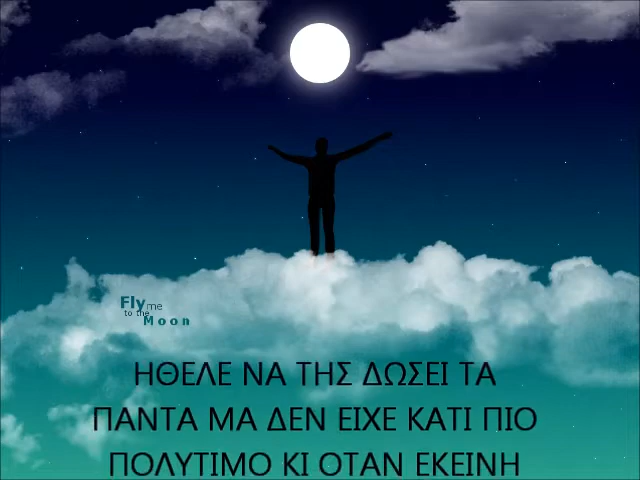 Fly me
to the
Moon
ΗΘΕΛΕ ΝΑ ΤΗΣ ΔΩΣΕΙ ΤΑ
ΠΑΝΤΑ ΜΑ ΔΕΝ ΕΙΧΕ ΚΑΤΙ ΠΙΟ
ΠΟΛΥΤΙΜΟ ΚΙ ΟΤΑΝ ΕΚΕΙΝΗ